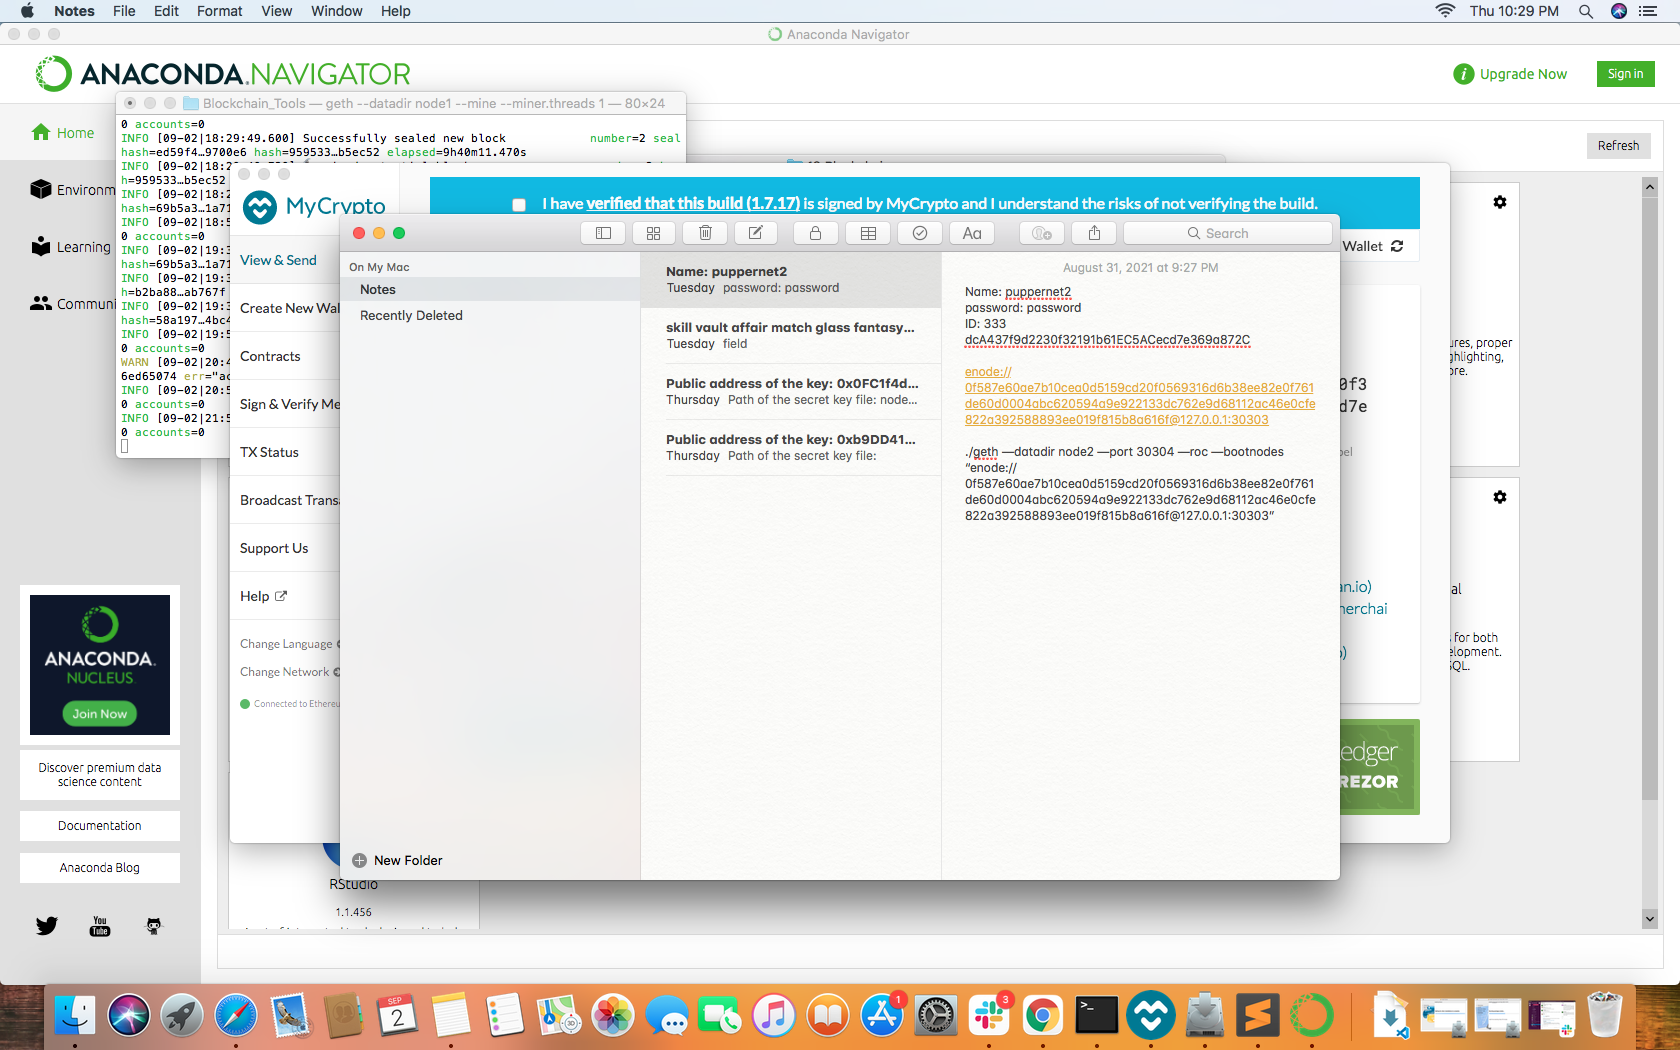 Notes File Edit Format View Window Help Thu 10:29 PM
Anaconda Navigator
ANACONDA.NAVIGATOR
Upgrade Now
Sign in
Blockchain_Tools — geth --datadir node1 --mine --miner.threads 1 — 80×24
0 accounts=0
INFO [09-02|18:29:49.600] Successfully sealed new block number=2 seal
hash=ed59f4…9700e6 hash=959533…b5ec52 elapsed=9h40m11.470s
INFO [09-02|18:2
h=959533…b5ec52
INFO [09-02|18:2
hash=69b5a3…1a71
INFO [09-02|18:5
0 accounts=0
INFO [09-02|19:3
hash=69b5a3…1a71
INFO [09-02|19:3
h=b2ba88…ab767f
INFO [09-02|19:3
hash=58a197…4bc4
INFO [09-02|19:5
0 accounts=0
WARN [09-02|20:4
6ed65074 err="ac
INFO [09-02|20:5
0 accounts=0
INFO [09-02|21:5
0 accounts=0
Home
Environm
Learning
Communi
Refresh
MyCrypto
I have verified that this build (1.7.17) is signed by MyCrypto and I understand the risks of not verifying the build.
Wallet
View & Send
Create New Wal
Contracts
Sign & Verify Me
TX Status
Broadcast Transa
Support Us
Help
Change Language
Change Network
Connected to Ethereu
Aa
Search
On My Mac
Notes
Recently Deleted
New Folder
Name: puppernet2
Tuesday password: password
skill vault affair match glass fantasy...
Tuesday field
Public address of the key: 0x0FC1f4d...
Thursday Path of the secret key file: node...
Public address of the key: 0xb9DD41...
Thursday Path of the secret key file:
August 31, 2021 at 9:27 PM
Name: puppernet2
password: password
ID: 333
dcA437f9d2230f32191b61EC5ACecd7e369a872C
enode://
0f587e60ae7b10cea0d5159cd20f0569316d6b38ee82e0f761
de60d0004abc620594a9e922133dc762e9d68112ac46e0cfe
822a392588893ee019f815b8a616f@127.0.0.1:30303
./geth —datadir node2 —port 30304 —roc —bootnodes
“enode://
0f587e60ae7b10cea0d5159cd20f0569316d6b38ee82e0f761
de60d0004abc620594a9e922133dc762e9d68112ac46e0cfe
822a392588893ee019f815b8a616f@127.0.0.1:30303”
ures, proper
ghlighting,
ore.
0f3
d7e
bel
an.io)
herchai
o)
al
s for both
elopment.
SQL.
edger
REZOR
ANACONDA.
NUCLEUS
Join Now
Discover premium data
science content
Documentation
Anaconda Blog
You
Tube
RStudio
1.1.456
SEP
2
3D
1
3